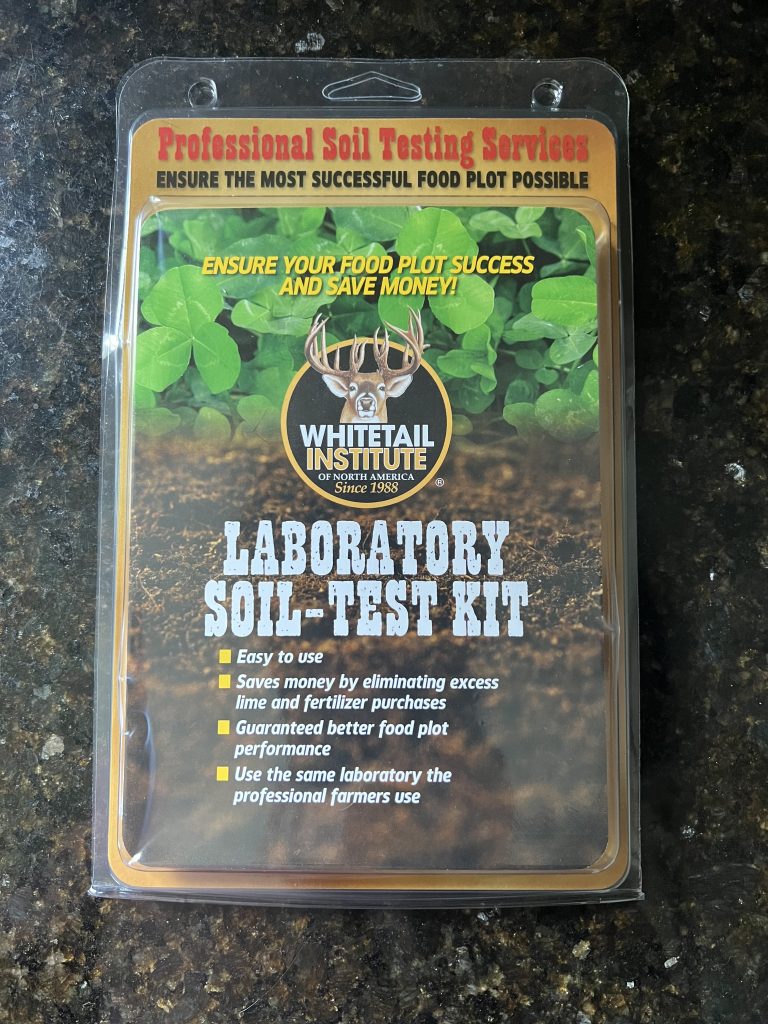 Professional Soil Testing Services
ENSURE THE MOST SUCCESSFUL FOOD PLOT POSSIBLE
ENSURE YOUR FOOD PLOT SUCCESS
AND SAVE MONEY!
WHITETAIL
INSTITUTE
OF NORTH AMERICA
Since 1988
®
LABORATORY
SOIL-TEST KIT
Easy to use
Saves money by eliminating excess
lime and fertilizer purchases
Guaranteed better food plot
performance
Use the same laboratory the
professional farmers use